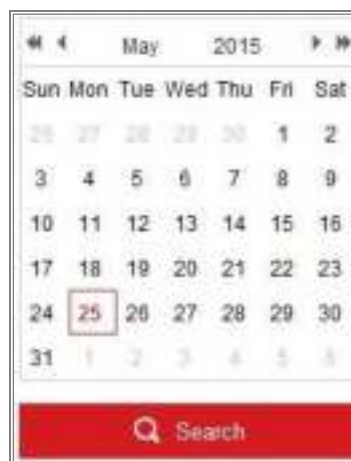 May 2015
Sun Mon Tue Wed Thu Fri Sat
26 27 28 29 30 1 2
3 4 5 6 7 8 9
10 11 12 13 14 15 16
17 18 19 20 21 22 23
24 25 26 27 28 29 30
31 1 2 3 4 5 6
Search